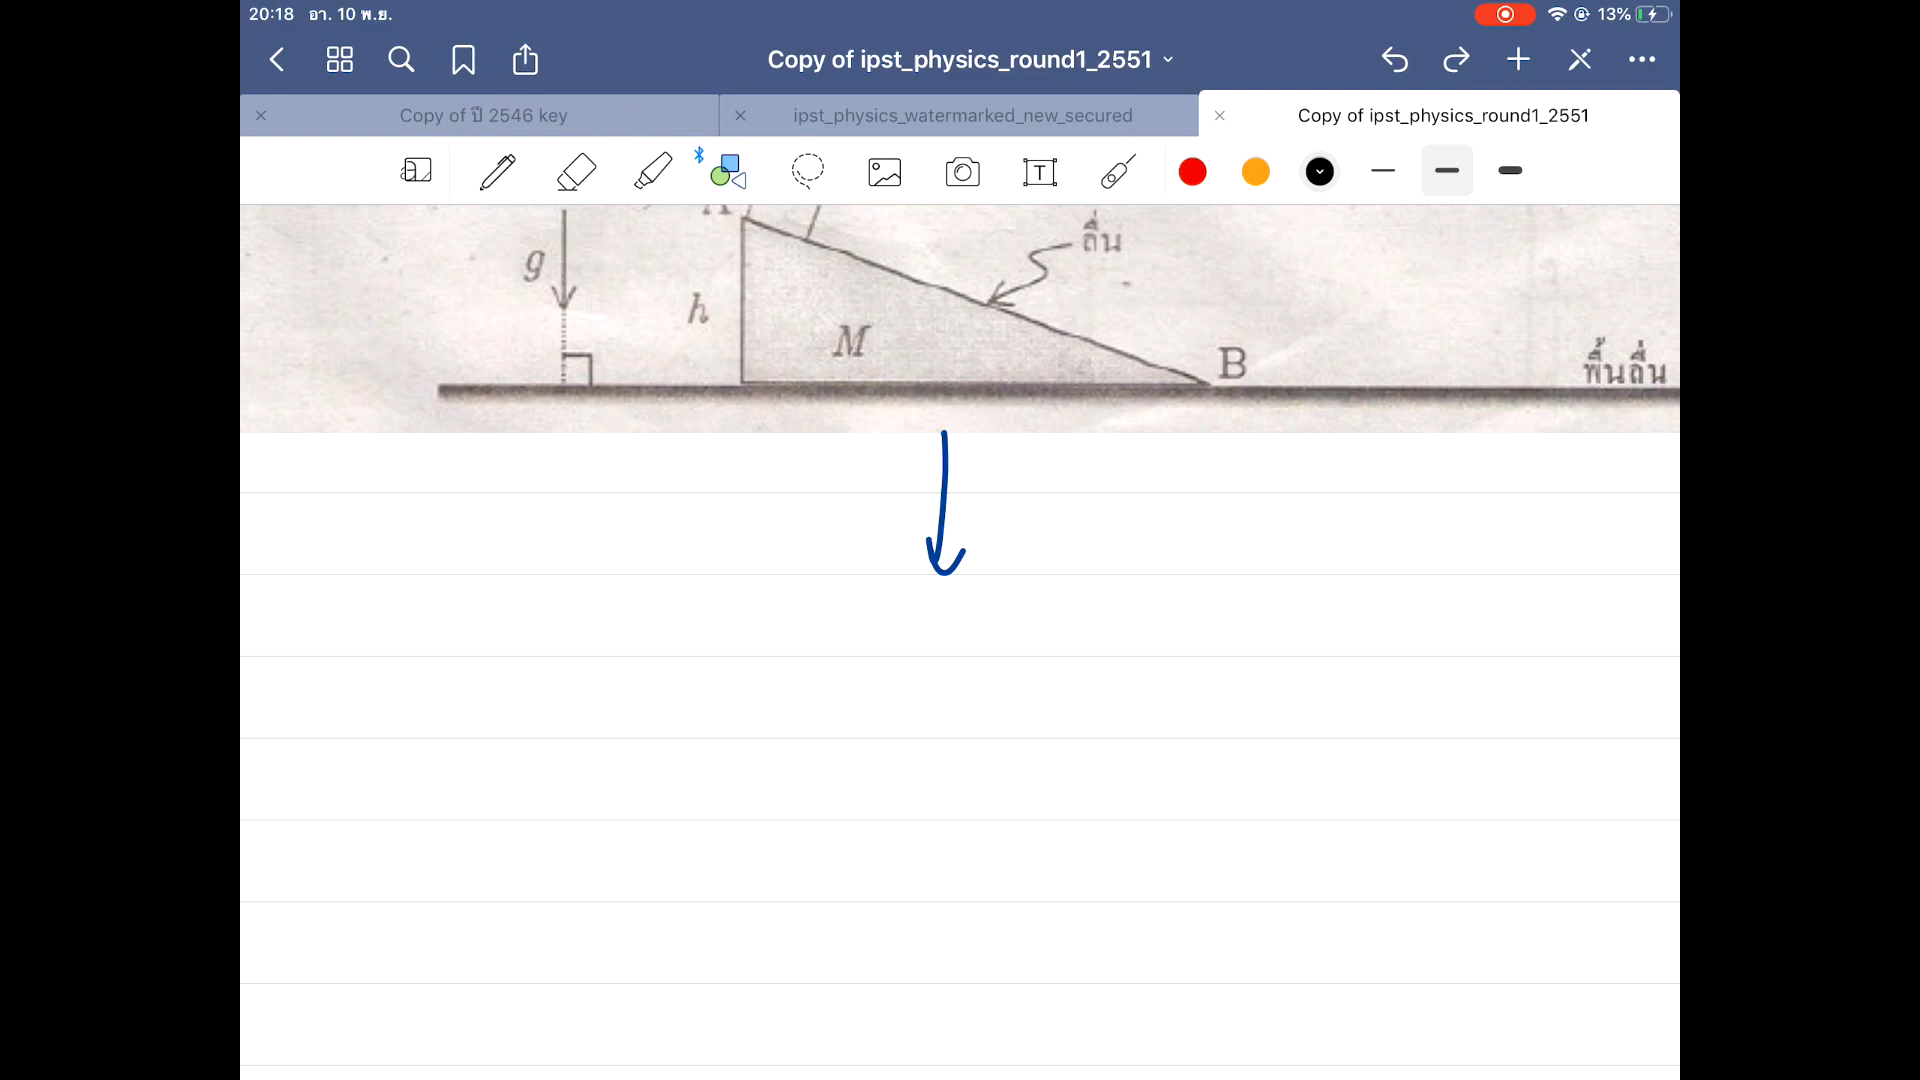 20:18 อา. 10 พ.ย. 13%
Copy of ipst_physics_round1_2551
Copy of ปี 2546 key
ipst_physics_watermarked_new_secured
Copy of ipst_physics_round1_2551
T
ลื่น
g
h
M
B
พื้นลื่น